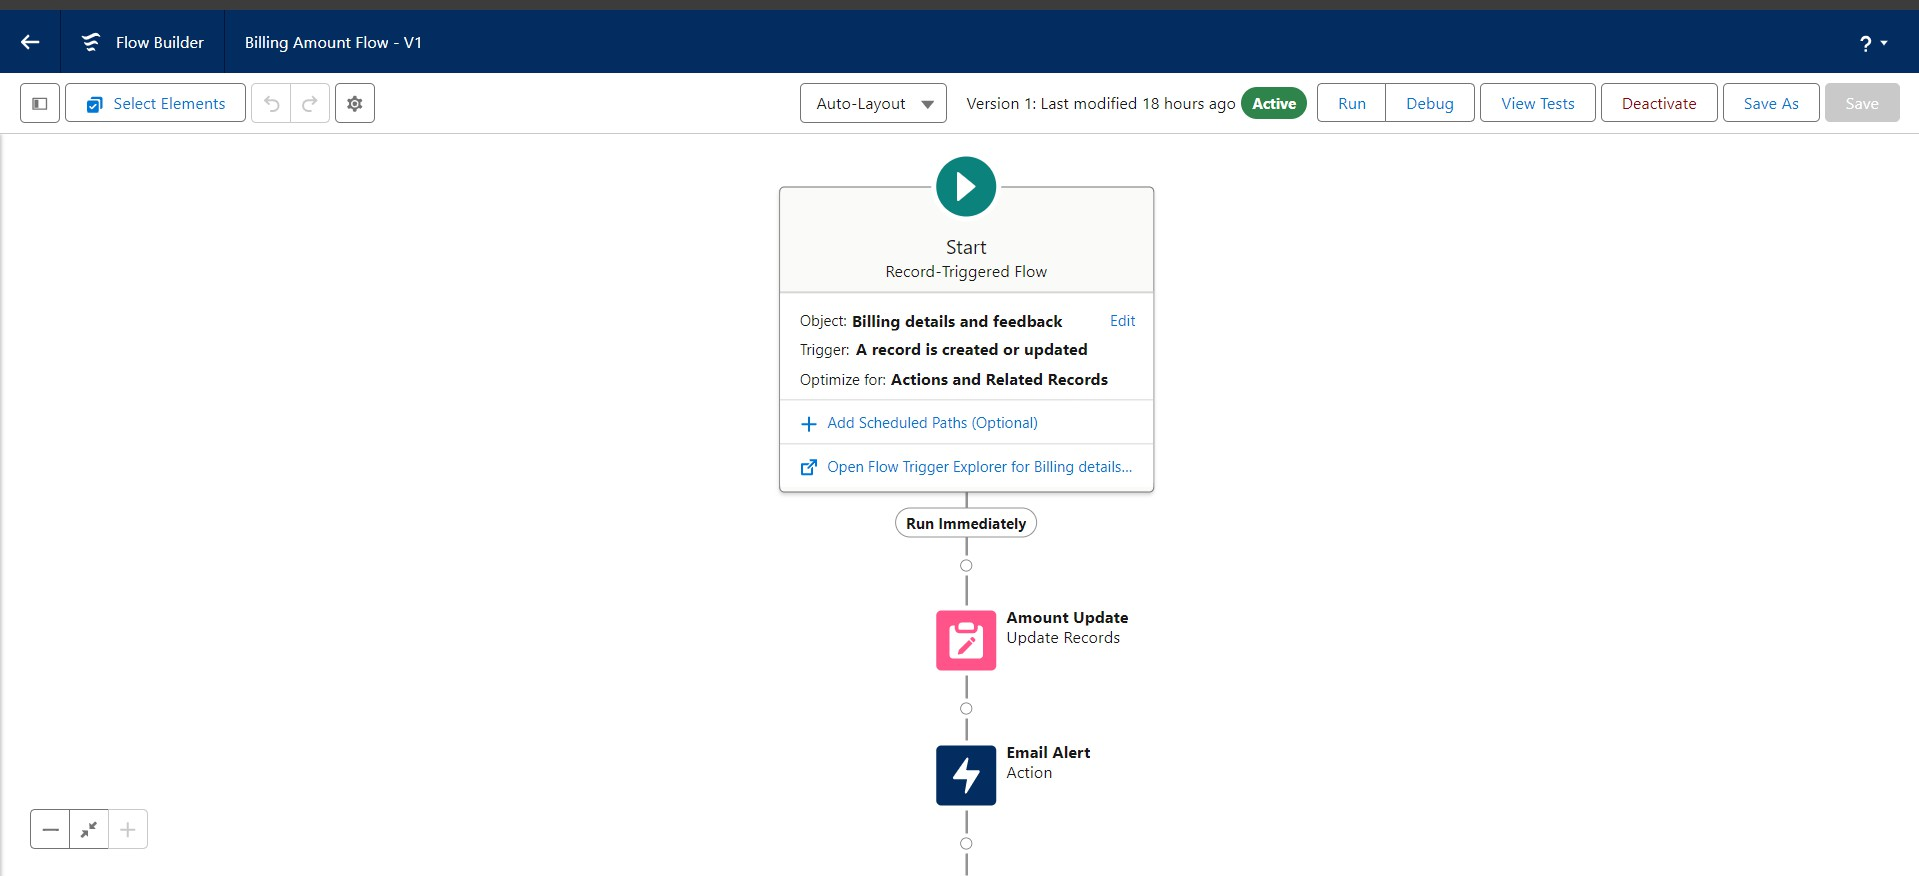 Flow Builder
Billing Amount Flow - V1
?
Select Elements
Auto-Layout
Version 1: Last modified 18 hours ago
Active
Run
Debug
View Tests
Deactivate
Save As
Save
Start
Record-Triggered Flow
Object: Billing details and feedback
Edit
Trigger: A record is created or updated
Optimize for: Actions and Related Records
Add Scheduled Paths (Optional)
Open Flow Trigger Explorer for Billing details...
Run Immediately
Amount Update
Update Records
Email Alert
Action